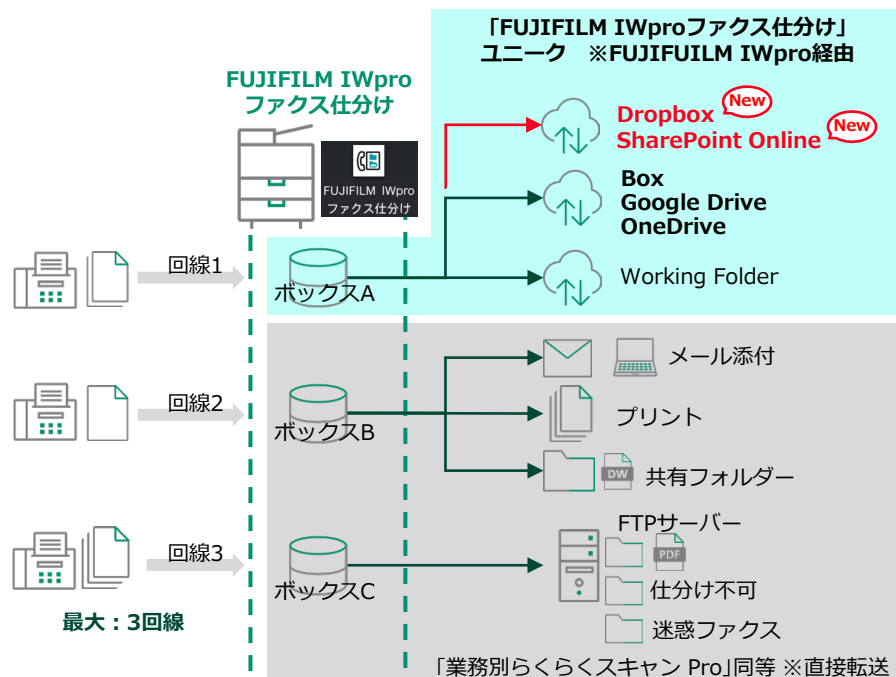 「FUJIFILM IWproファクス仕分け」
ユニーク　※FUJIFUILM IWpro経由
FUJIFILM IWpro
ファクス仕分け
FUJIFILM IWpro
ファクス仕分け
Dropbox New
SharePoint Online New
Box
Google Drive
OneDrive
Working Folder
回線1
ボックスA
メール添付
回線2
ボックスB
プリント
DW 共有フォルダー
回線3
ボックスC
FTPサーバー
PDF
仕分け不可
迷惑ファクス
最大：3回線
「業務別らくらくスキャン Pro」同等 ※直接転送